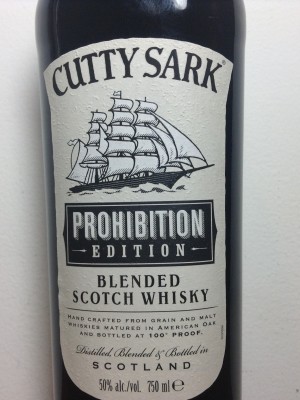 CUTTY SARK®
PROHIBITION
EDITION
BLENDED
SCOTCH WHISKY
HAND CRAFTED FROM GRAIN AND MALT
WHISKIES MATURED IN AMERICAN OAK
AND BOTTLED AT 100° PROOF.
Distilled, Blended & Bottled in
SCOTLAND
50% alc./vol. 750 ml ℮